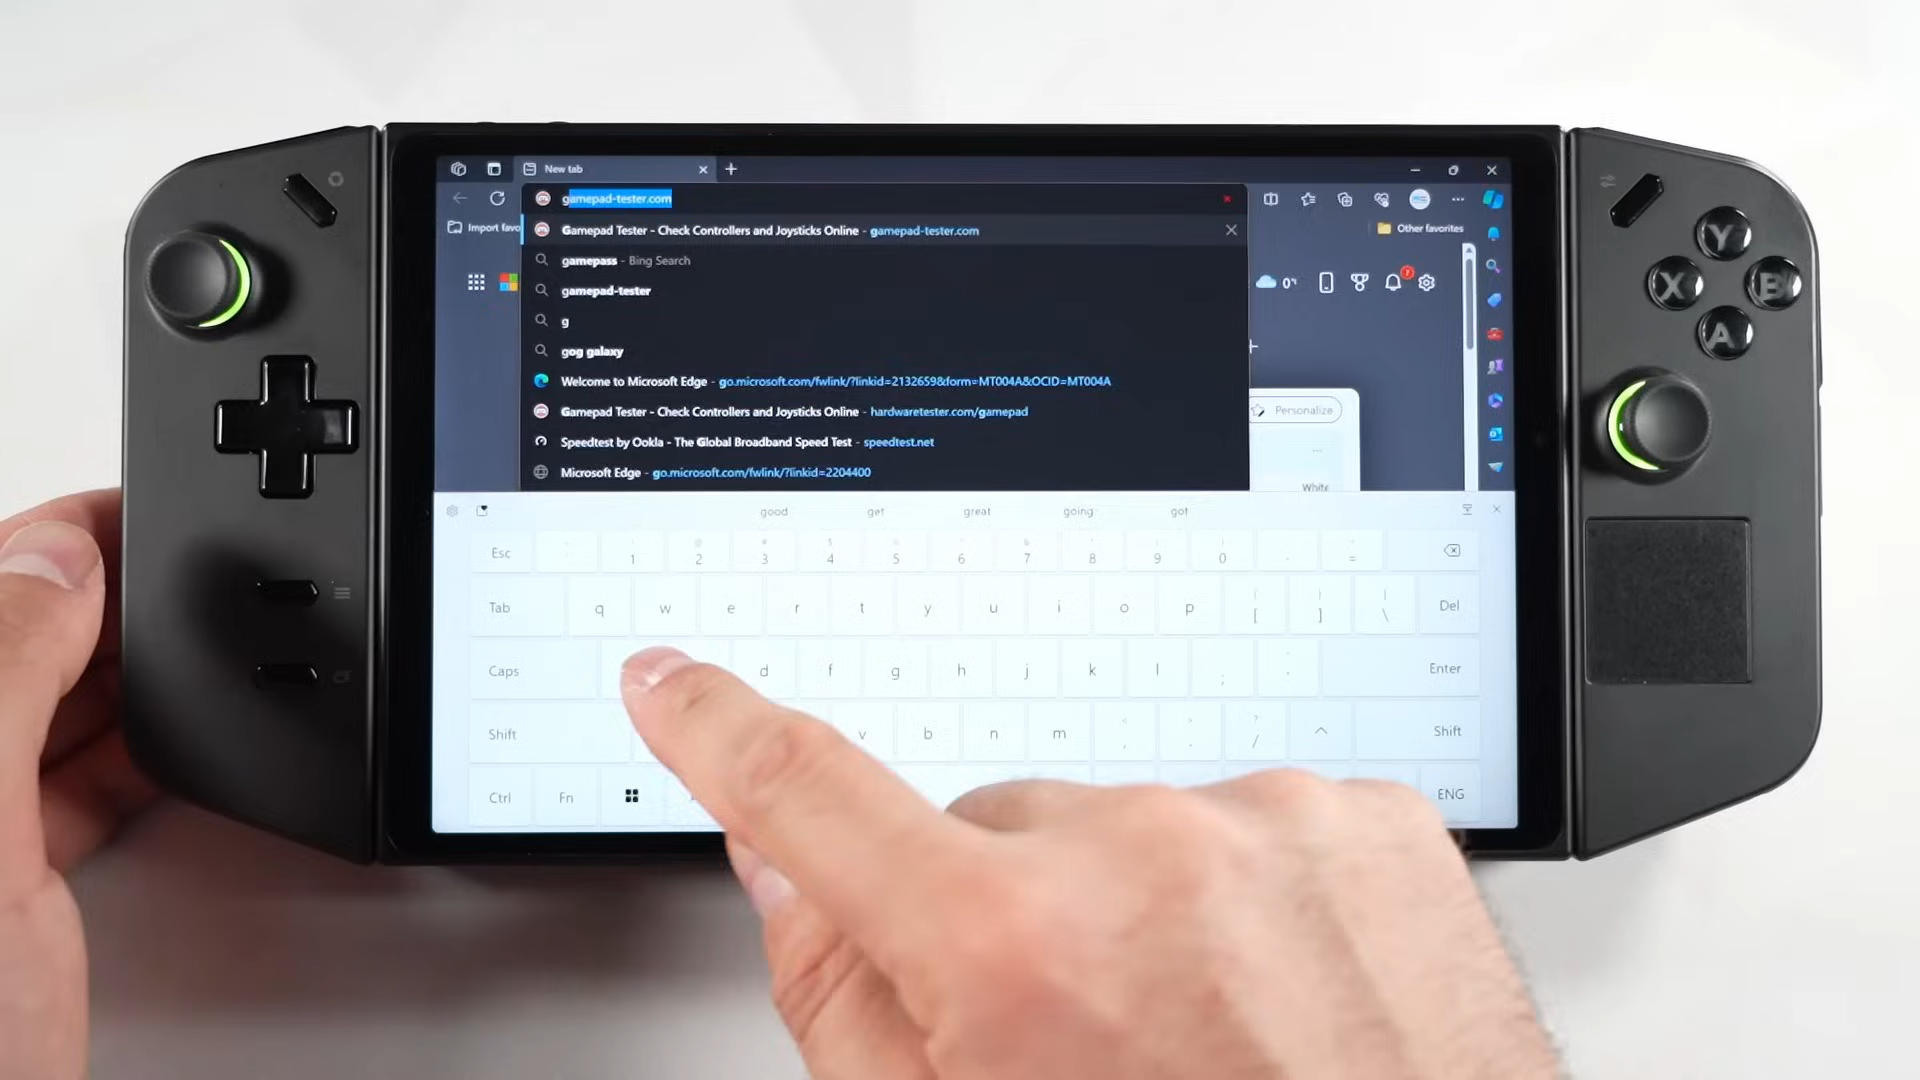 New tab
gamepad-tester.com
Import favo
Gamepad Tester - Check Controllers and Joysticks Online - gamepad-tester.com
Other favorites
gamepass - Bing Search
gamepad-tester
0°
7
g
gog galaxy
Welcome to Microsoft Edge - go.microsoft.com/fwlink/?linkid=2132659&form=MT004A&OCID=MT004A
Gamepad Tester - Check Controllers and Joysticks Online - hardwaretester.com/gamepad
Personalize
Speedtest by Ookla - The Global Broadband Speed Test - speedtest.net
Microsoft Edge - go.microsoft.com/fwlink/?linkid=2204400
White
good get great going got
Esc 1 2 3 4 5 6 7 8 9 0 - =
Tab q w e r t y u i o p [ ] \ Del
Caps d f g h j k l ; Enter
Shift v b n m , . ? / Shift
Ctrl Fn ENG
Y
X B
A